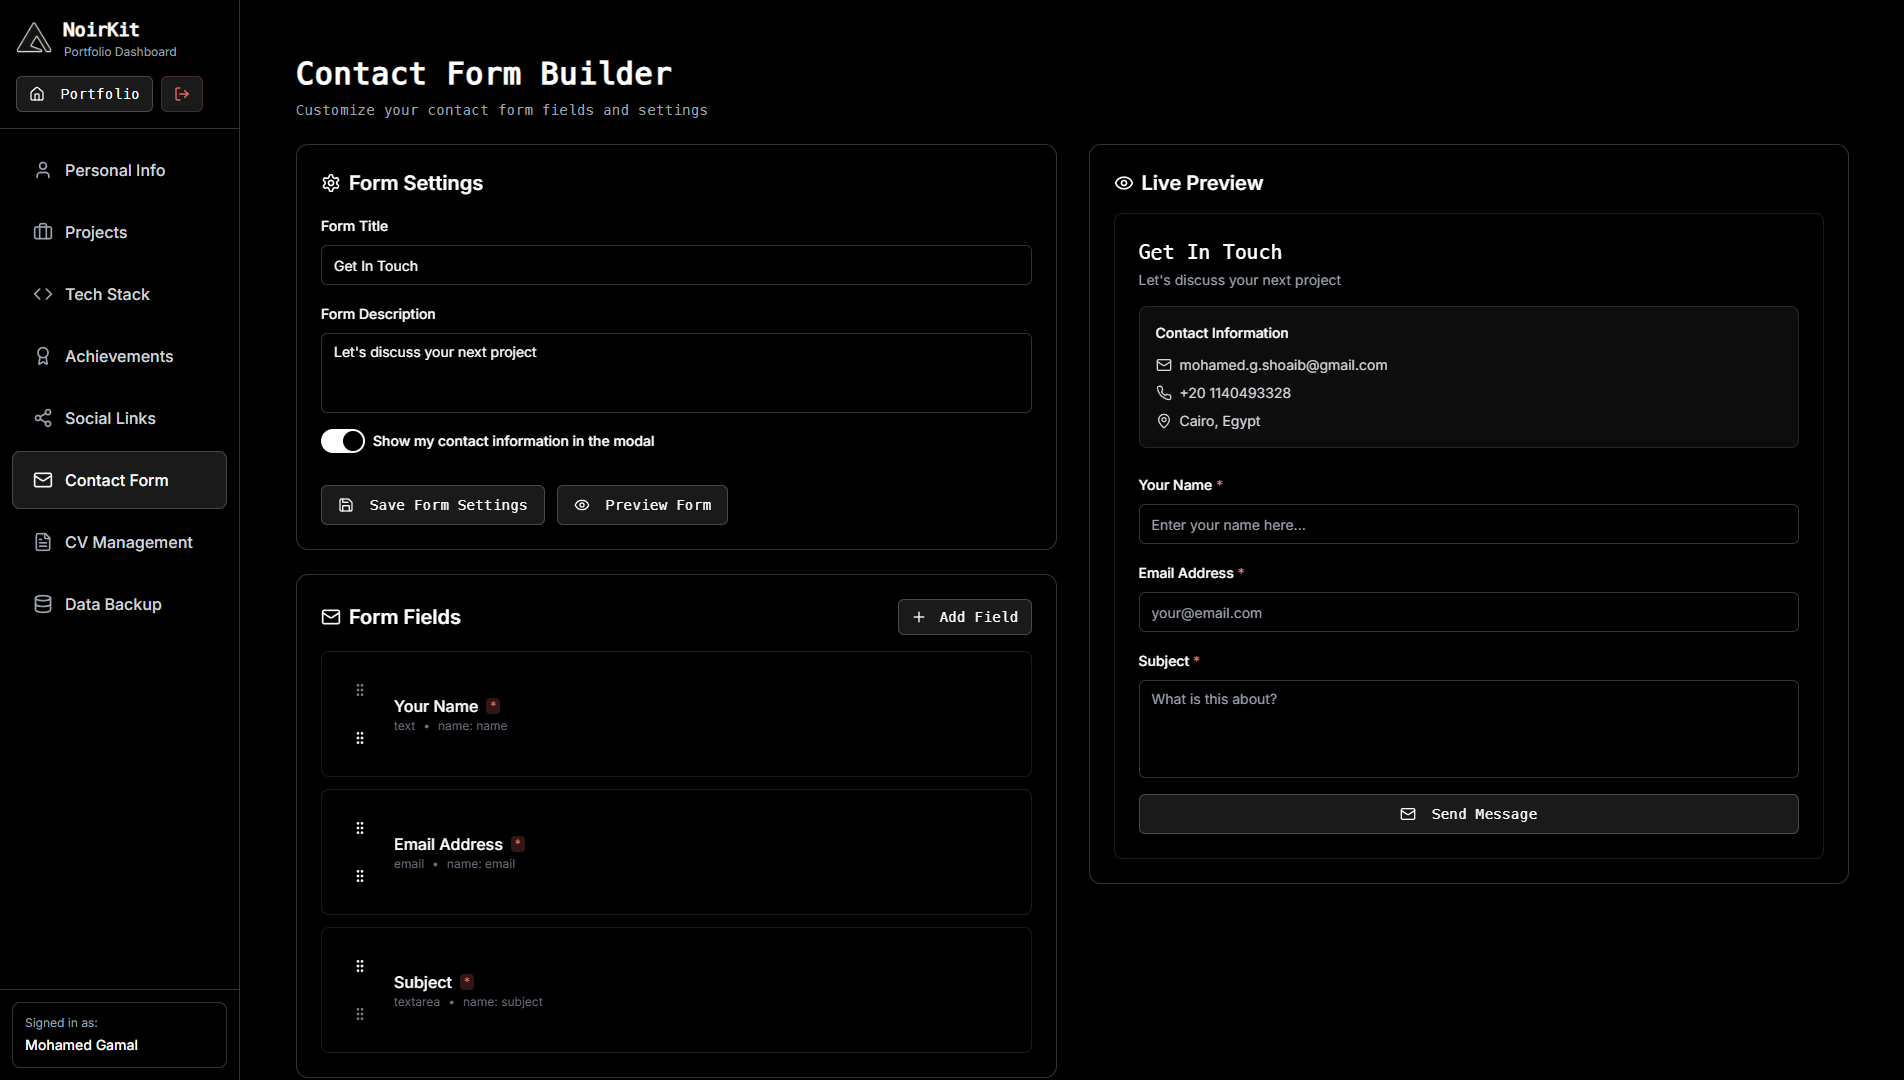 NoirKit
Portfolio Dashboard
Portfolio
Personal Info
Projects
Tech Stack
Achievements
Social Links
Contact Form
CV Management
Data Backup
Signed in as:
Mohamed Gamal
Contact Form Builder
Customize your contact form fields and settings
Form Settings
Form Title
Get In Touch
Form Description
Let's discuss your next project
Show my contact information in the modal
Save Form Settings
Preview Form
Form Fields
+ Add Field
Your Name *
text • name: name
Email Address *
email • name: email
Subject *
textarea • name: subject
Live Preview
Get In Touch
Let's discuss your next project
Contact Information
mohamed.g.shoaib@gmail.com
+20 1140493328
Cairo, Egypt
Your Name *
Enter your name here...
Email Address *
your@email.com
Subject *
What is this about?
Send Message